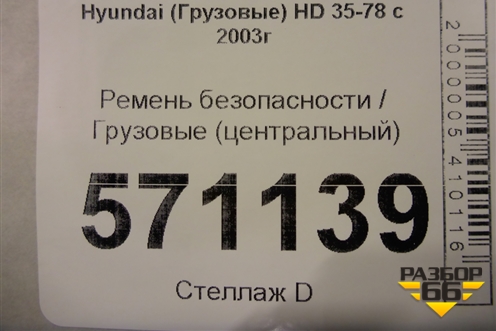 Hyundai (Грузовые) HD 35-78 с
2003г
Ремень безопасности /
Грузовые (центральный)
571139
Стеллаж D
2000005410116
РАЗБОР
66